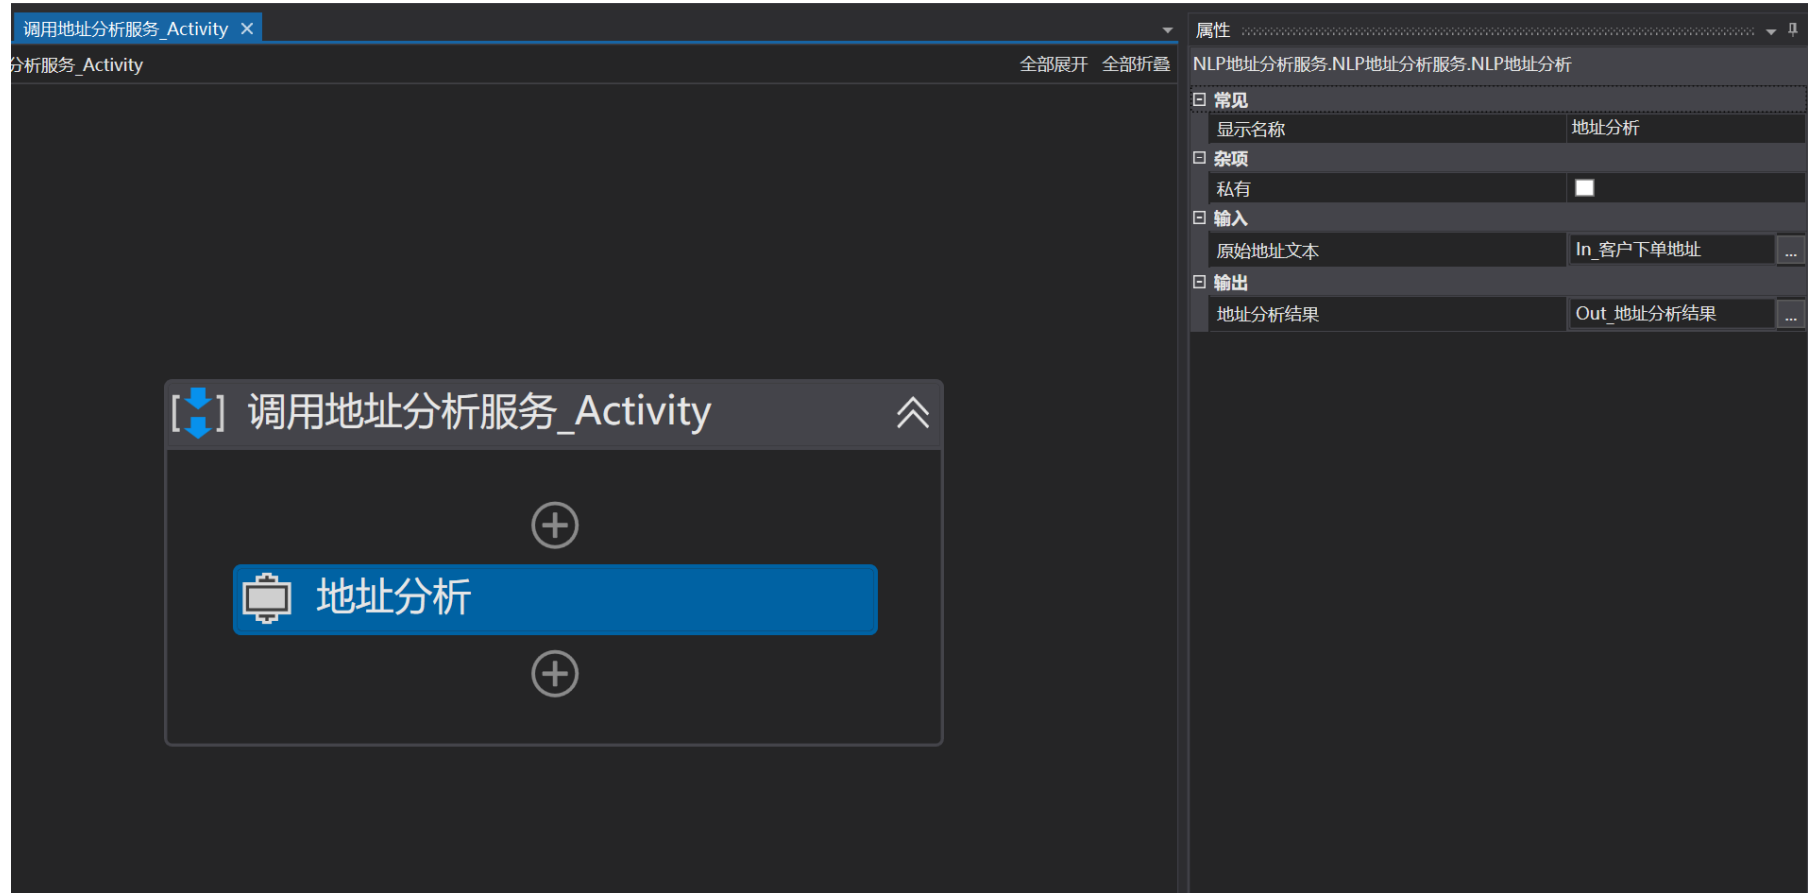 调用地址分析服务_Activity
分析服务_Activity
全部展开 全部折叠
调用地址分析服务_Activity
地址分析
属性
NLP地址分析服务.NLP地址分析服务.NLP地址分析
常见
显示名称 地址分析
杂项
私有
输入
原始地址文本 In_客户下单地址 ...
输出
地址分析结果 Out_地址分析结果 ...